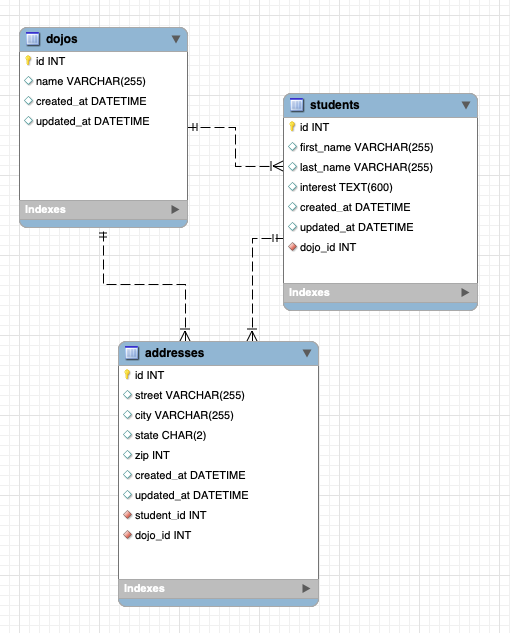 dojos
id INT
name VARCHAR(255)
created_at DATETIME
updated_at DATETIME
Indexes
students
id INT
first_name VARCHAR(255)
last_name VARCHAR(255)
interest TEXT(600)
created_at DATETIME
updated_at DATETIME
dojo_id INT
Indexes
addresses
id INT
street VARCHAR(255)
city VARCHAR(255)
state CHAR(2)
zip INT
created_at DATETIME
updated_at DATETIME
student_id INT
dojo_id INT
Indexes